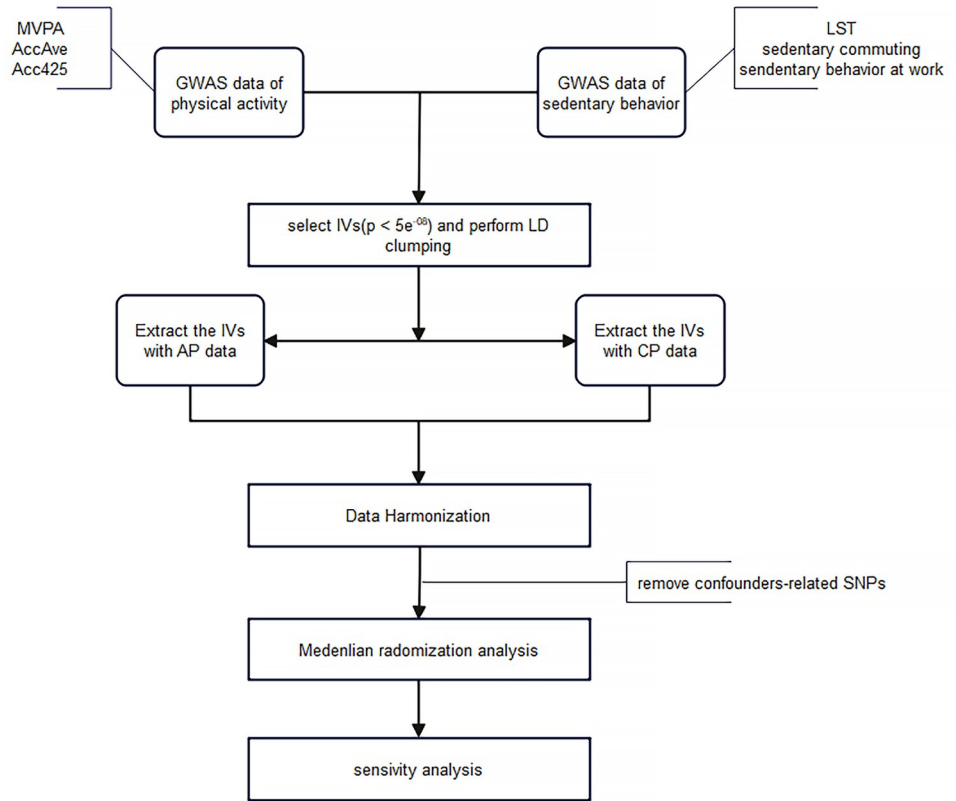 MVPA
AccAve
Acc425
GWAS data of
physical activity
GWAS data of
sedentary behavior
LST
sedentary commuting
sendentary behavior at work
select IVs(p < 5e⁻⁰⁸) and perform LD
clumping
Extract the IVs
with AP data
Extract the IVs
with CP data
Data Harmonization
remove confounders-related SNPs
Medenlian radomization analysis
sensivity analysis